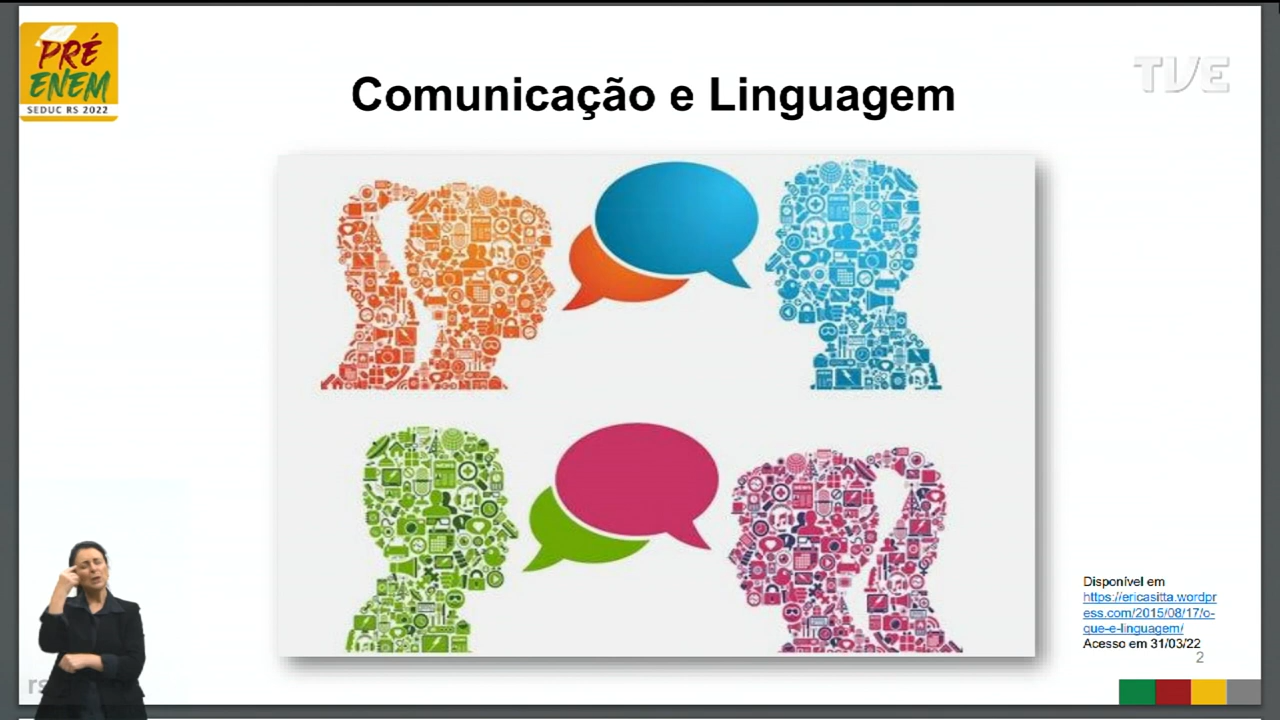 PRÉ
ENEM
SEDUC RS 2022
TVE
Comunicação e Linguagem
Disponível em
https://ericasitta.wordpr
ess.com/2015/08/17/o-
que-e-linguagem/
Acesso em 31/03/22
2